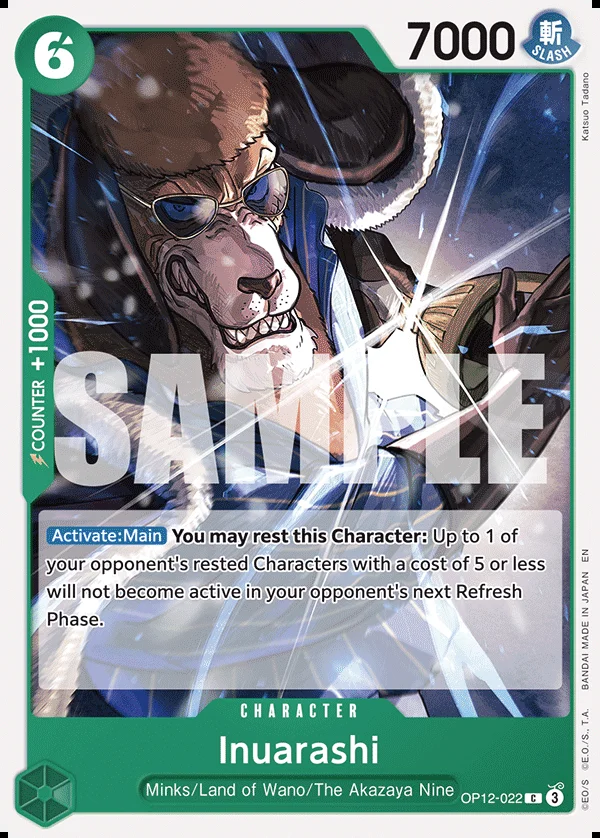 6
7000
斬
SLASH
Katsuo Tadano
COUNTER +1000
SAMPLE
Activate:Main You may rest this Character: Up to 1 of
your opponent's rested Characters with a cost of 5 or less
will not become active in your opponent's next Refresh
Phase.
©E.O/S ©E.O./S., T.A. BANDAI MADE IN JAPAN EN
CHARACTER
Inuarashi
Minks/Land of Wano/The Akazaya Nine
OP12-022 C 3